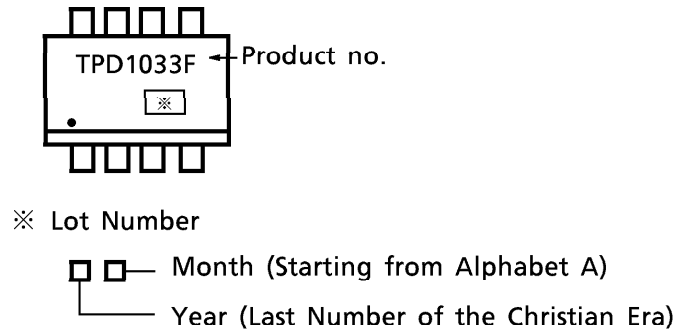 TPD1033F
Product no.
※
※ Lot Number
Month (Starting from Alphabet A)
Year (Last Number of the Christian Era)